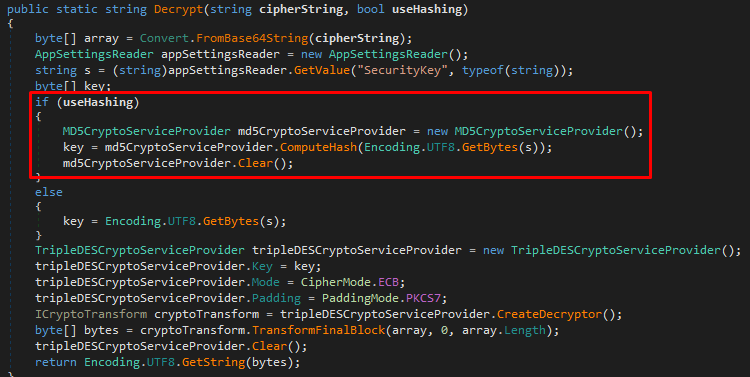 public static string Decrypt(string cipherString, bool useHashing)
{
    byte[] array = Convert.FromBase64String(cipherString);
    AppSettingsReader appSettingsReader = new AppSettingsReader();
    string s = (string)appSettingsReader.GetValue("SecurityKey", typeof(string));
    byte[] key;
    if (useHashing)
    {
        MD5CryptoServiceProvider md5CryptoServiceProvider = new MD5CryptoServiceProvider();
        key = md5CryptoServiceProvider.ComputeHash(Encoding.UTF8.GetBytes(s));
        md5CryptoServiceProvider.Clear();
    }
    else
    {
        key = Encoding.UTF8.GetBytes(s);
    }
    TripleDESCryptoServiceProvider tripleDESCryptoServiceProvider = new TripleDESCryptoServiceProvider();
    tripleDESCryptoServiceProvider.Key = key;
    tripleDESCryptoServiceProvider.Mode = CipherMode.ECB;
    tripleDESCryptoServiceProvider.Padding = PaddingMode.PKCS7;
    ICryptoTransform cryptoTransform = tripleDESCryptoServiceProvider.CreateDecryptor();
    byte[] bytes = cryptoTransform.TransformFinalBlock(array, 0, array.Length);
    tripleDESCryptoServiceProvider.Clear();
    return Encoding.UTF8.GetString(bytes);
}